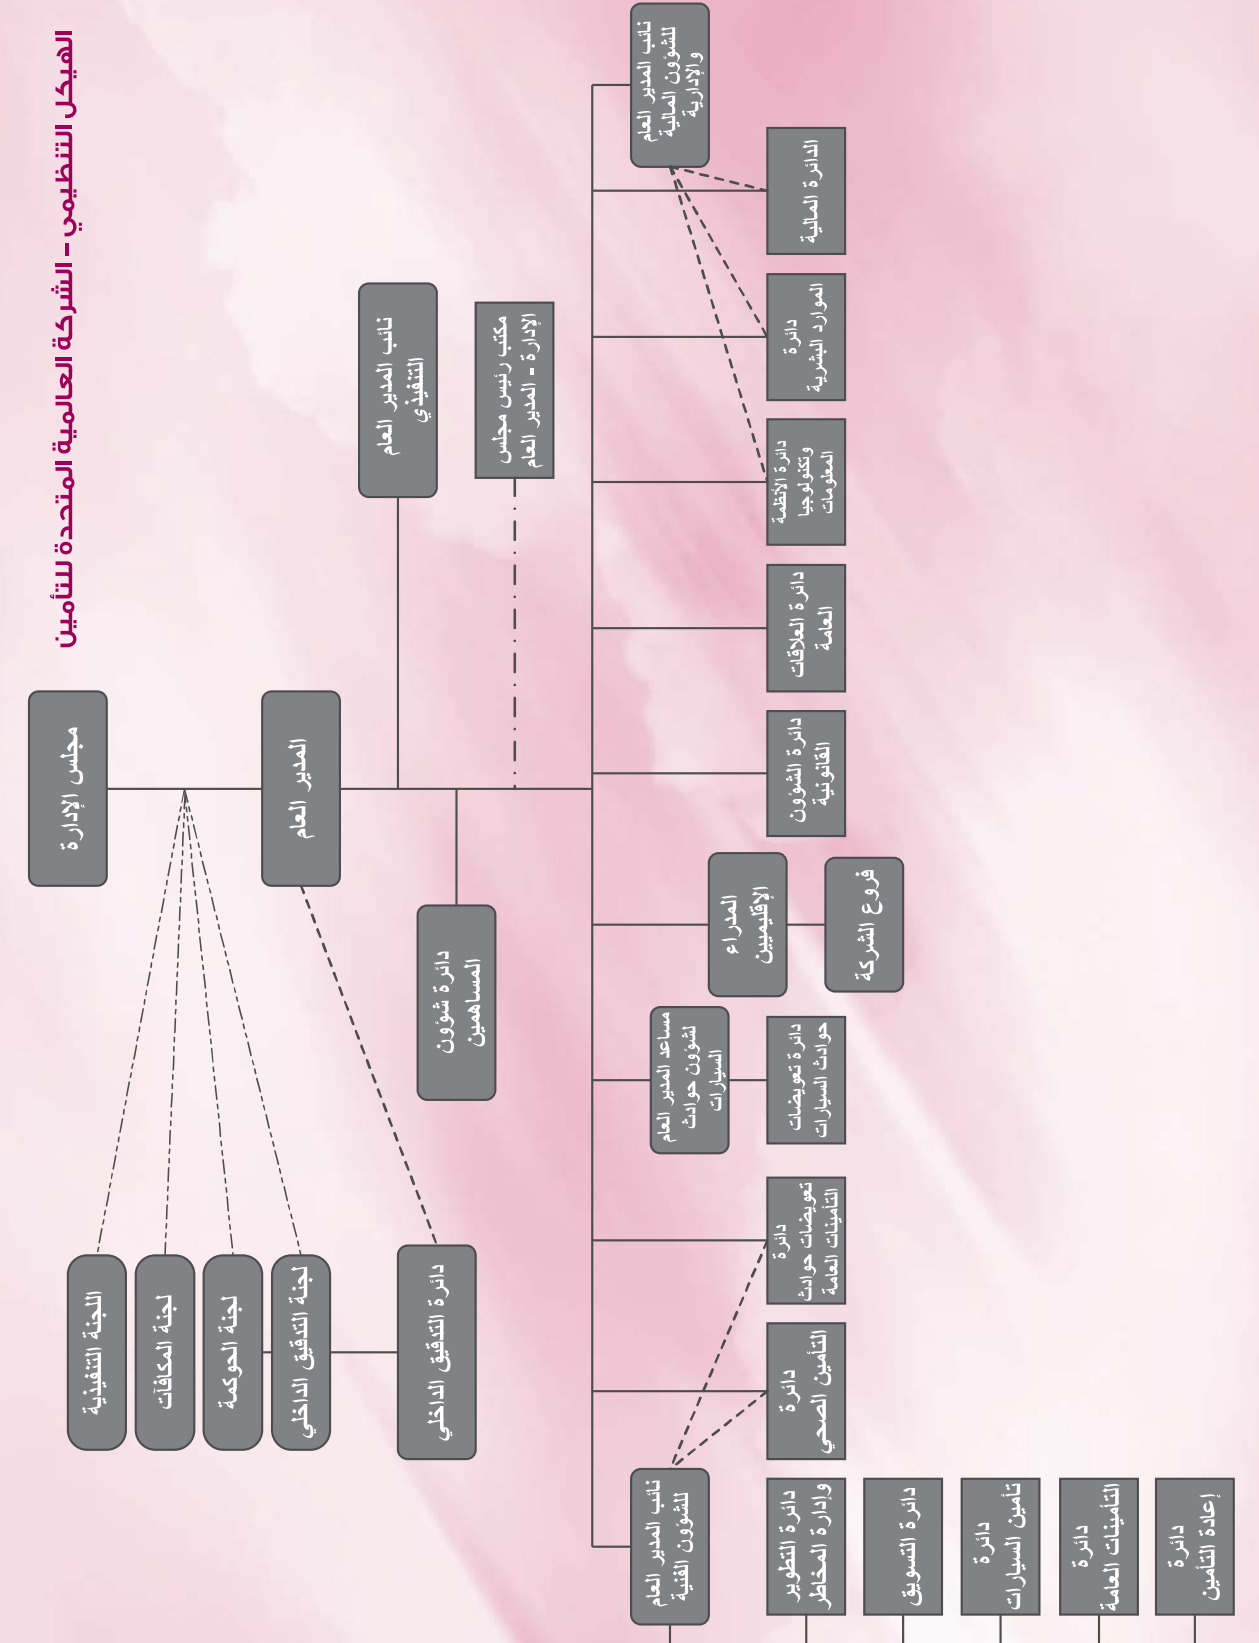 الهيكل التنظيمي – الشركة العالمية المتحدة للتأمين
مجلس الإدارة
اللجنة التنفيذية
لجنة المكافآت
لجنة الحوكمة
لجنة التدقيق الداخلي
المدير العام
دائرة التدقيق الداخلي
نائب المدير العام
التنفيذي
دائرة شؤون
المساهمين
مكتب رئيس مجلس
الإدارة - المدير العام
نائب المدير العام
للشؤون المالية
والإدارية
مساعد المدير العام
لشؤون حوادث
السيارات
نائب المدير العام
للشؤون الفنية
المدراء
الإقليميين
فروع الشركة
الدائرة المالية
دائرة
الموارد البشرية
دائرة الأنظمة
وتكنولوجيا
المعلومات
دائرة العلاقات
العامة
دائرة الشؤون
القانونية
دائرة تعويضات
حوادث السيارات
دائرة
تعويضات حوادث
التأمينات العامة
دائرة
التأمين الصحي
دائرة التطوير
وإدارة المخاطر
دائرة التسويق
دائرة
تأمين السيارات
دائرة
التأمينات العامة
دائرة
إعادة التأمين